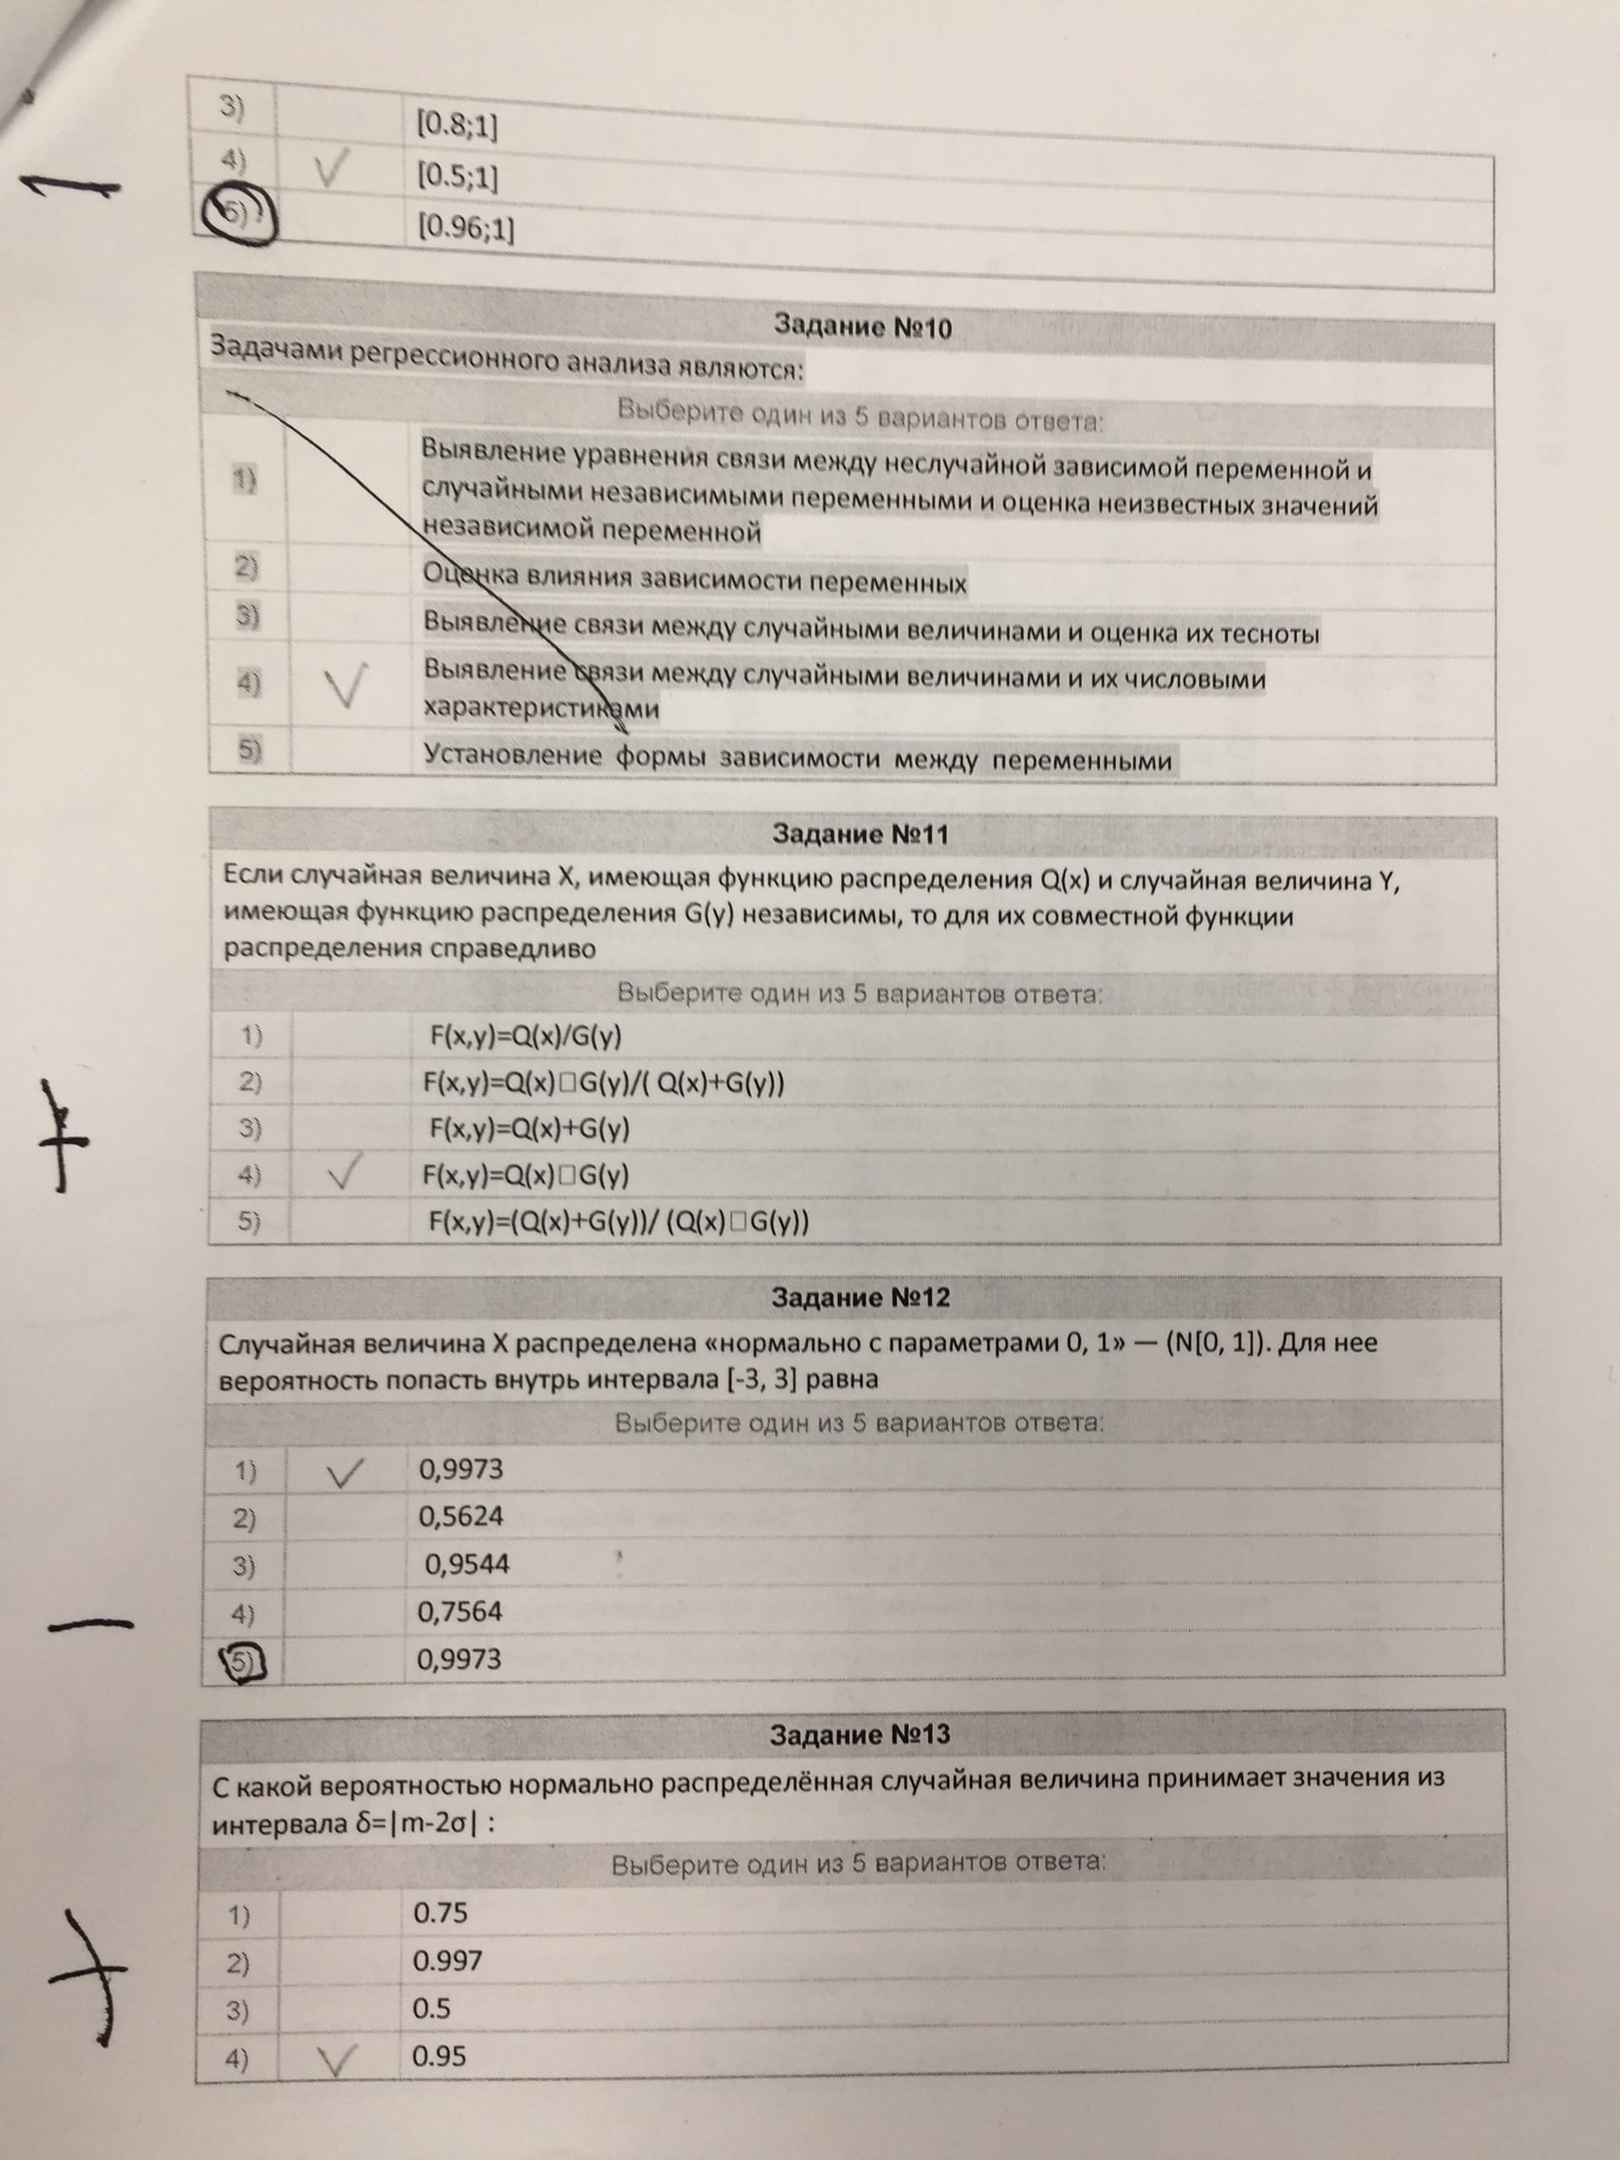 3) [0.8;1]
4) [0.5;1]
5) [0.96;1]
Задание №10
Задачами регрессионного анализа являются:
Выберите один из 5 вариантов ответа:
1) Выявление уравнения связи между неслучайной зависимой переменной и
случайными независимыми переменными и оценка неизвестных значений
независимой переменной
2) Оценка влияния зависимости переменных
3) Выявление связи между случайными величинами и оценка их тесноты
4) Выявление связи между случайными величинами и их числовыми
характеристиками
5) Установление формы зависимости между переменными
Задание №11
Если случайная величина X, имеющая функцию распределения Q(x) и случайная величина Y,
имеющая функцию распределения G(y) независимы, то для их совместной функции
распределения справедливо
Выберите один из 5 вариантов ответа:
1) F(x,y)=Q(x)/G(y)
2) F(x,y)=Q(x)□G(y)/( Q(x)+G(y))
3) F(x,y)=Q(x)+G(y)
4) F(x,y)=Q(x)□G(y)
5) F(x,y)=(Q(x)+G(y))/ (Q(x)□G(y))
Задание №12
Случайная величина X распределена «нормально с параметрами 0, 1» — (N[0, 1]). Для нее
вероятность попасть внутрь интервала [-3, 3] равна
Выберите один из 5 вариантов ответа:
1) 0,9973
2) 0,5624
3) 0,9544
4) 0,7564
5) 0,9973
Задание №13
С какой вероятностью нормально распределённая случайная величина принимает значения из
интервала δ=|m-2σ| :
Выберите один из 5 вариантов ответа:
1) 0.75
2) 0.997
3) 0.5
4) 0.95